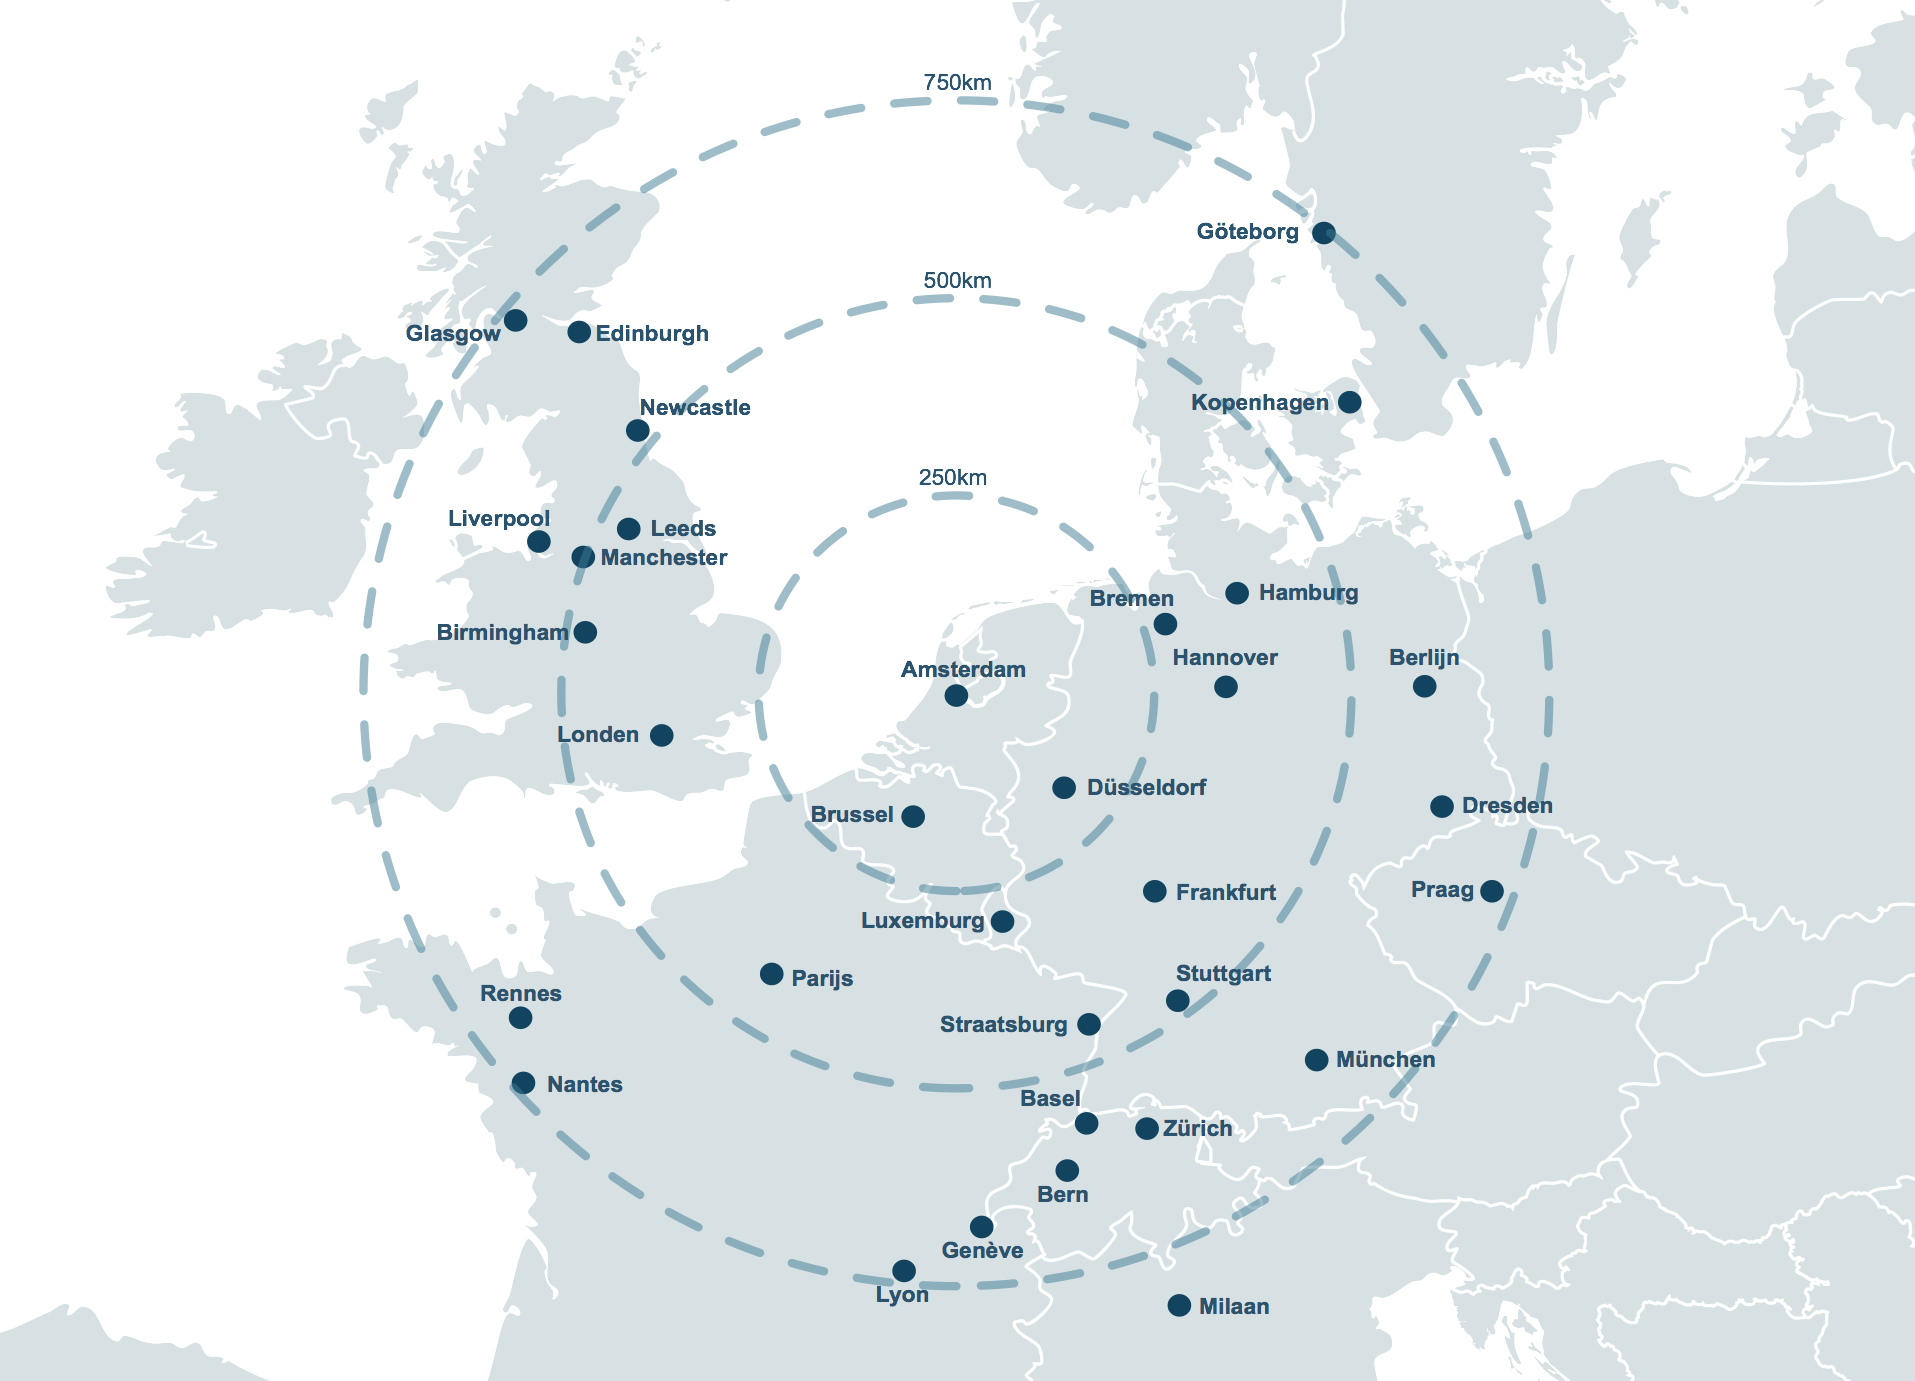 750km
Göteborg
500km
Glasgow
Edinburgh
Newcastle
Kopenhagen
250km
Liverpool
Leeds
Manchester
Hamburg
Bremen
Birmingham
Hannover
Berlijn
Amsterdam
Londen
Düsseldorf
Dresden
Brussel
Praag
Frankfurt
Luxemburg
Stuttgart
Parijs
Rennes
Straatsburg
München
Nantes
Basel
Zürich
Bern
Genève
Lyon
Milaan